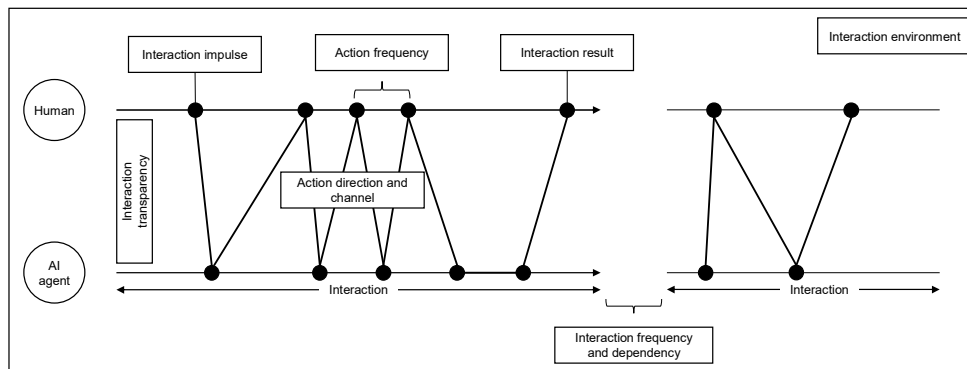 Interaction impulse
Action frequency
Interaction result
Interaction environment
Human
Interaction
transparency
Action direction and
channel
AI
agent
Interaction
Interaction
Interaction frequency
and dependency